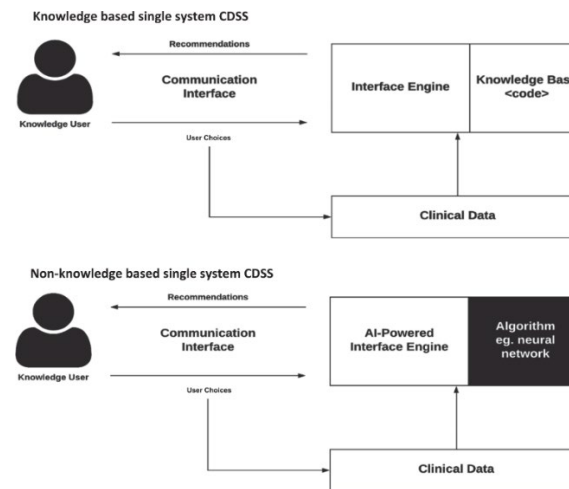 Knowledge based single system CDSS
Recommendations
Communication
Interface
Knowledge User
User Choices
Interface Engine
Knowledge Bas
<code>
Clinical Data
Non-knowledge based single system CDSS
Recommendations
Communication
Interface
Knowledge User
User Choices
AI-Powered
Interface Engine
Algorithm
eg. neural
network
Clinical Data